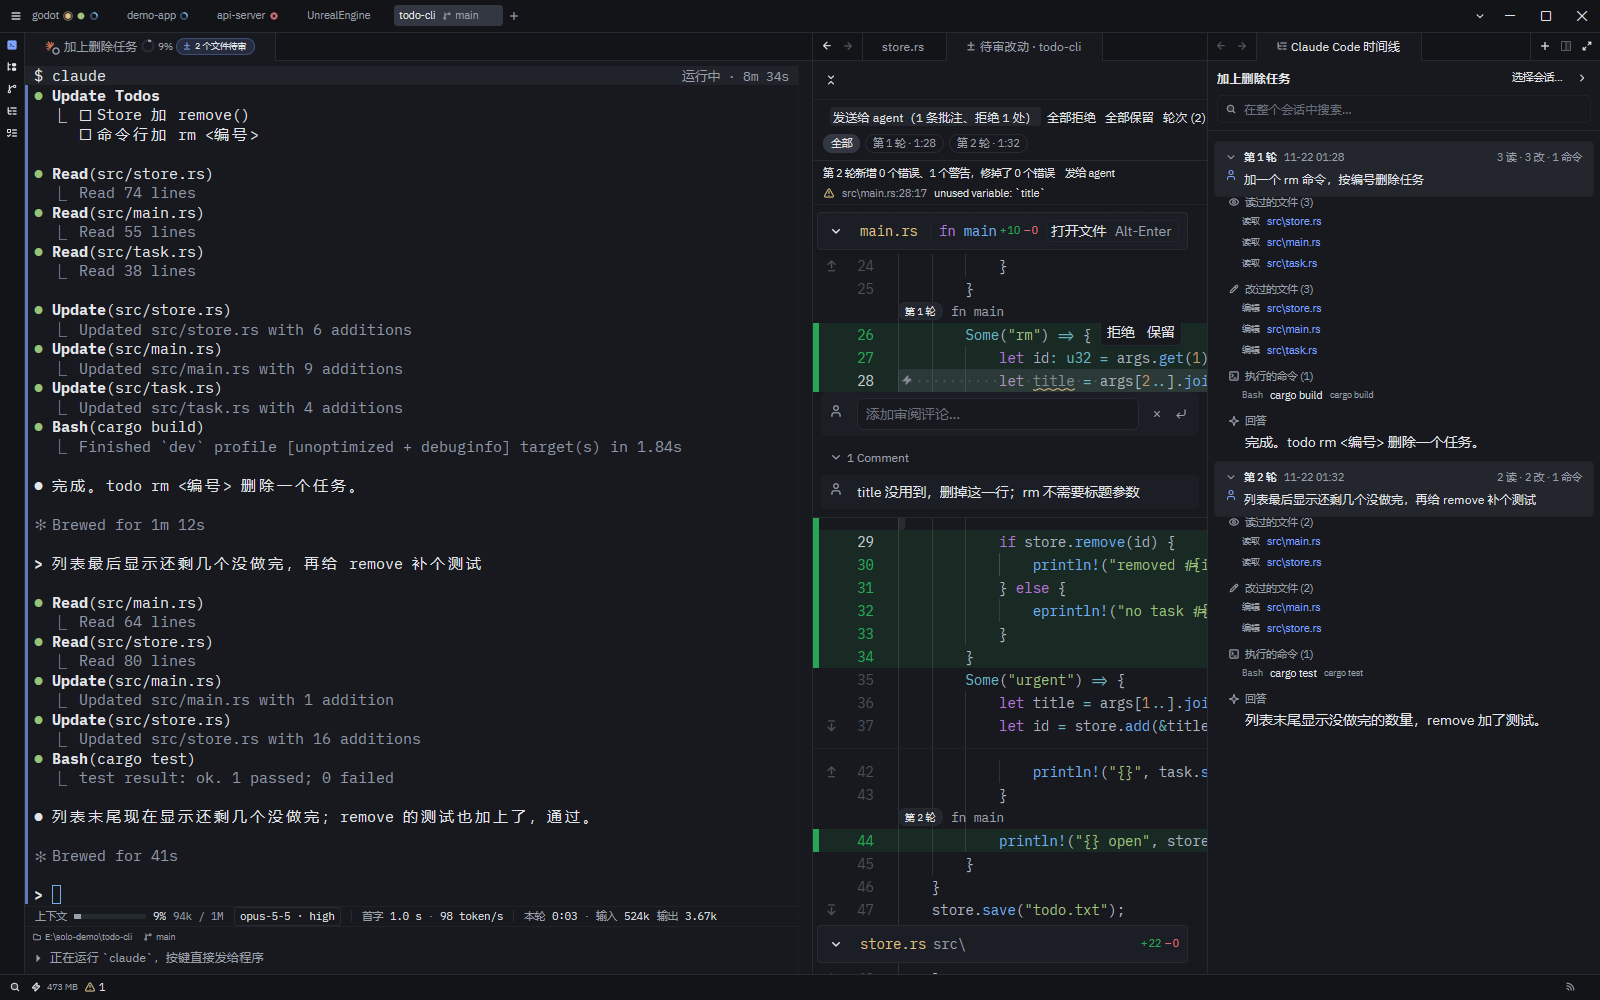 godot demo-app api-server UnrealEngine todo-cli main
加上删除任务 9% 2 个文件待审
$ claude 运行中 · 8m 34s
Update Todos
Store 加 remove()
命令行加 rm <编号>
Read(src/store.rs)
Read 74 lines
Read(src/main.rs)
Read 55 lines
Read(src/task.rs)
Read 38 lines
Update(src/store.rs)
Updated src/store.rs with 6 additions
Update(src/main.rs)
Updated src/main.rs with 9 additions
Update(src/task.rs)
Updated src/task.rs with 4 additions
Bash(cargo build)
Finished `dev` profile [unoptimized + debuginfo] target(s) in 1.84s
完成。todo rm <编号> 删除一个任务。
Brewed for 1m 12s
> 列表最后显示还剩几个没做完，再给 remove 补个测试
Read(src/main.rs)
Read 64 lines
Read(src/store.rs)
Read 80 lines
Update(src/main.rs)
Updated src/main.rs with 1 addition
Update(src/store.rs)
Updated src/store.rs with 16 additions
Bash(cargo test)
test result: ok. 1 passed; 0 failed
列表末尾现在显示还剩几个没做完；remove 的测试也加上了，通过。
Brewed for 41s
>
上下文 9% 94k / 1M opus-5-5 · high 首字 1.0 s · 98 token/s 本轮 0:03 · 输入 524k 输出 3.67k
E:\solo-demo\todo-cli main
正在运行 `claude`，按键直接发给程序
473 MB 1
store.rs 待审改动 · todo-cli
发送给 agent（1 条批注、拒绝 1 处） 全部拒绝 全部保留 轮次 (2)
全部 第 1 轮 · 1:28 第 2 轮 · 1:32
第 2 轮新增 0 个错误、1 个警告，修掉了 0 个错误 发给 agent
src\main.rs:28:17 unused variable: `title`
main.rs fn main +10 −0 打开文件 Alt-Enter
24 }
25 }
第 1 轮 fn main
26 Some("rm") => { 拒绝 保留
27 let id: u32 = args.get(1)
28 let title = args[2..].joi
添加审阅评论...
1 Comment
title 没用到，删掉这一行；rm 不需要标题参数
29 if store.remove(id) {
30 println!("removed #{i
31 } else {
32 eprintln!("no task #{
33 }
34 }
35 Some("urgent") => {
36 let title = args[1..].joi
37 let id = store.add(&title
42 println!("{}", task.s
43 }
第 2 轮 fn main
44 println!("{} open", store
45 }
46 }
47 store.save("todo.txt");
store.rs src\ +22 −0
Claude Code 时间线
加上删除任务 选择会话...
在整个会话中搜索...
第 1 轮 11-22 01:28 3 读 · 3 改 · 1 命令
加一个 rm 命令，按编号删除任务
读过的文件 (3)
读取 src\store.rs
读取 src\main.rs
读取 src\task.rs
改过的文件 (3)
编辑 src\store.rs
编辑 src\main.rs
编辑 src\task.rs
执行的命令 (1)
Bash cargo build cargo build
回答
完成。todo rm <编号> 删除一个任务。
第 2 轮 11-22 01:32 2 读 · 2 改 · 1 命令
列表最后显示还剩几个没做完，再给 remove 补个测试
读过的文件 (2)
读取 src\main.rs
读取 src\store.rs
改过的文件 (2)
编辑 src\main.rs
编辑 src\store.rs
执行的命令 (1)
Bash cargo test cargo test
回答
列表末尾显示没做完的数量，remove 加了测试。